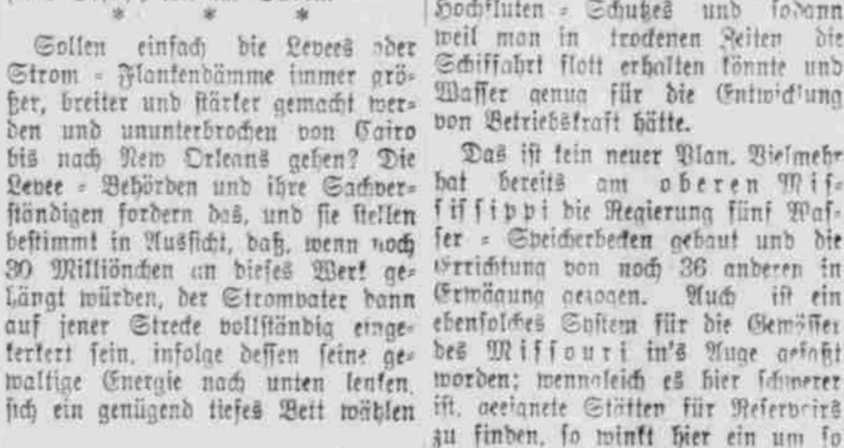 * * *
Sollen einfach die Levees oder
Strom = Flankendämme immer grö=
ßer, breiter und stärker gemacht wer=
den und ununterbrochen von Cairo
bis nach New Orleans gehen? Die
Levee = Behörden und ihre Sachver=
ständigen fordern das, und sie stellen
bestimmt in Aussicht, daß, wenn noch
30 Milliönchen an dieses Werk ge=
hängt würden, der Stromvater dann
auf jener Strecke vollständig einge=
kerkert sein, infolge dessen seine ge=
waltige Energie nach unten lenken,
sich ein genügend tiefes Bett wühlen
Hochfluten = Schutzes und sodann
weil man in trockenen Zeiten die
Schiffahrt flott erhalten könnte und
Wasser genug für die Entwicklung
von Betriebskraft hätte.
Das ist kein neuer Plan. Vielmehr
hat bereits am oberen Mis=
sissippi die Regierung fünf Was=
ser = Speicherbecken gebaut und die
Errichtung von noch 36 anderen in
Erwägung gezogen. Auch ist ein
ebensolches System für die Gewässer
des Missouri in's Auge gefaßt
worden; wenngleich es hier schwerer
ist, geeignete Stätten für Reservoirs
zu finden, so winkt hier ein um so